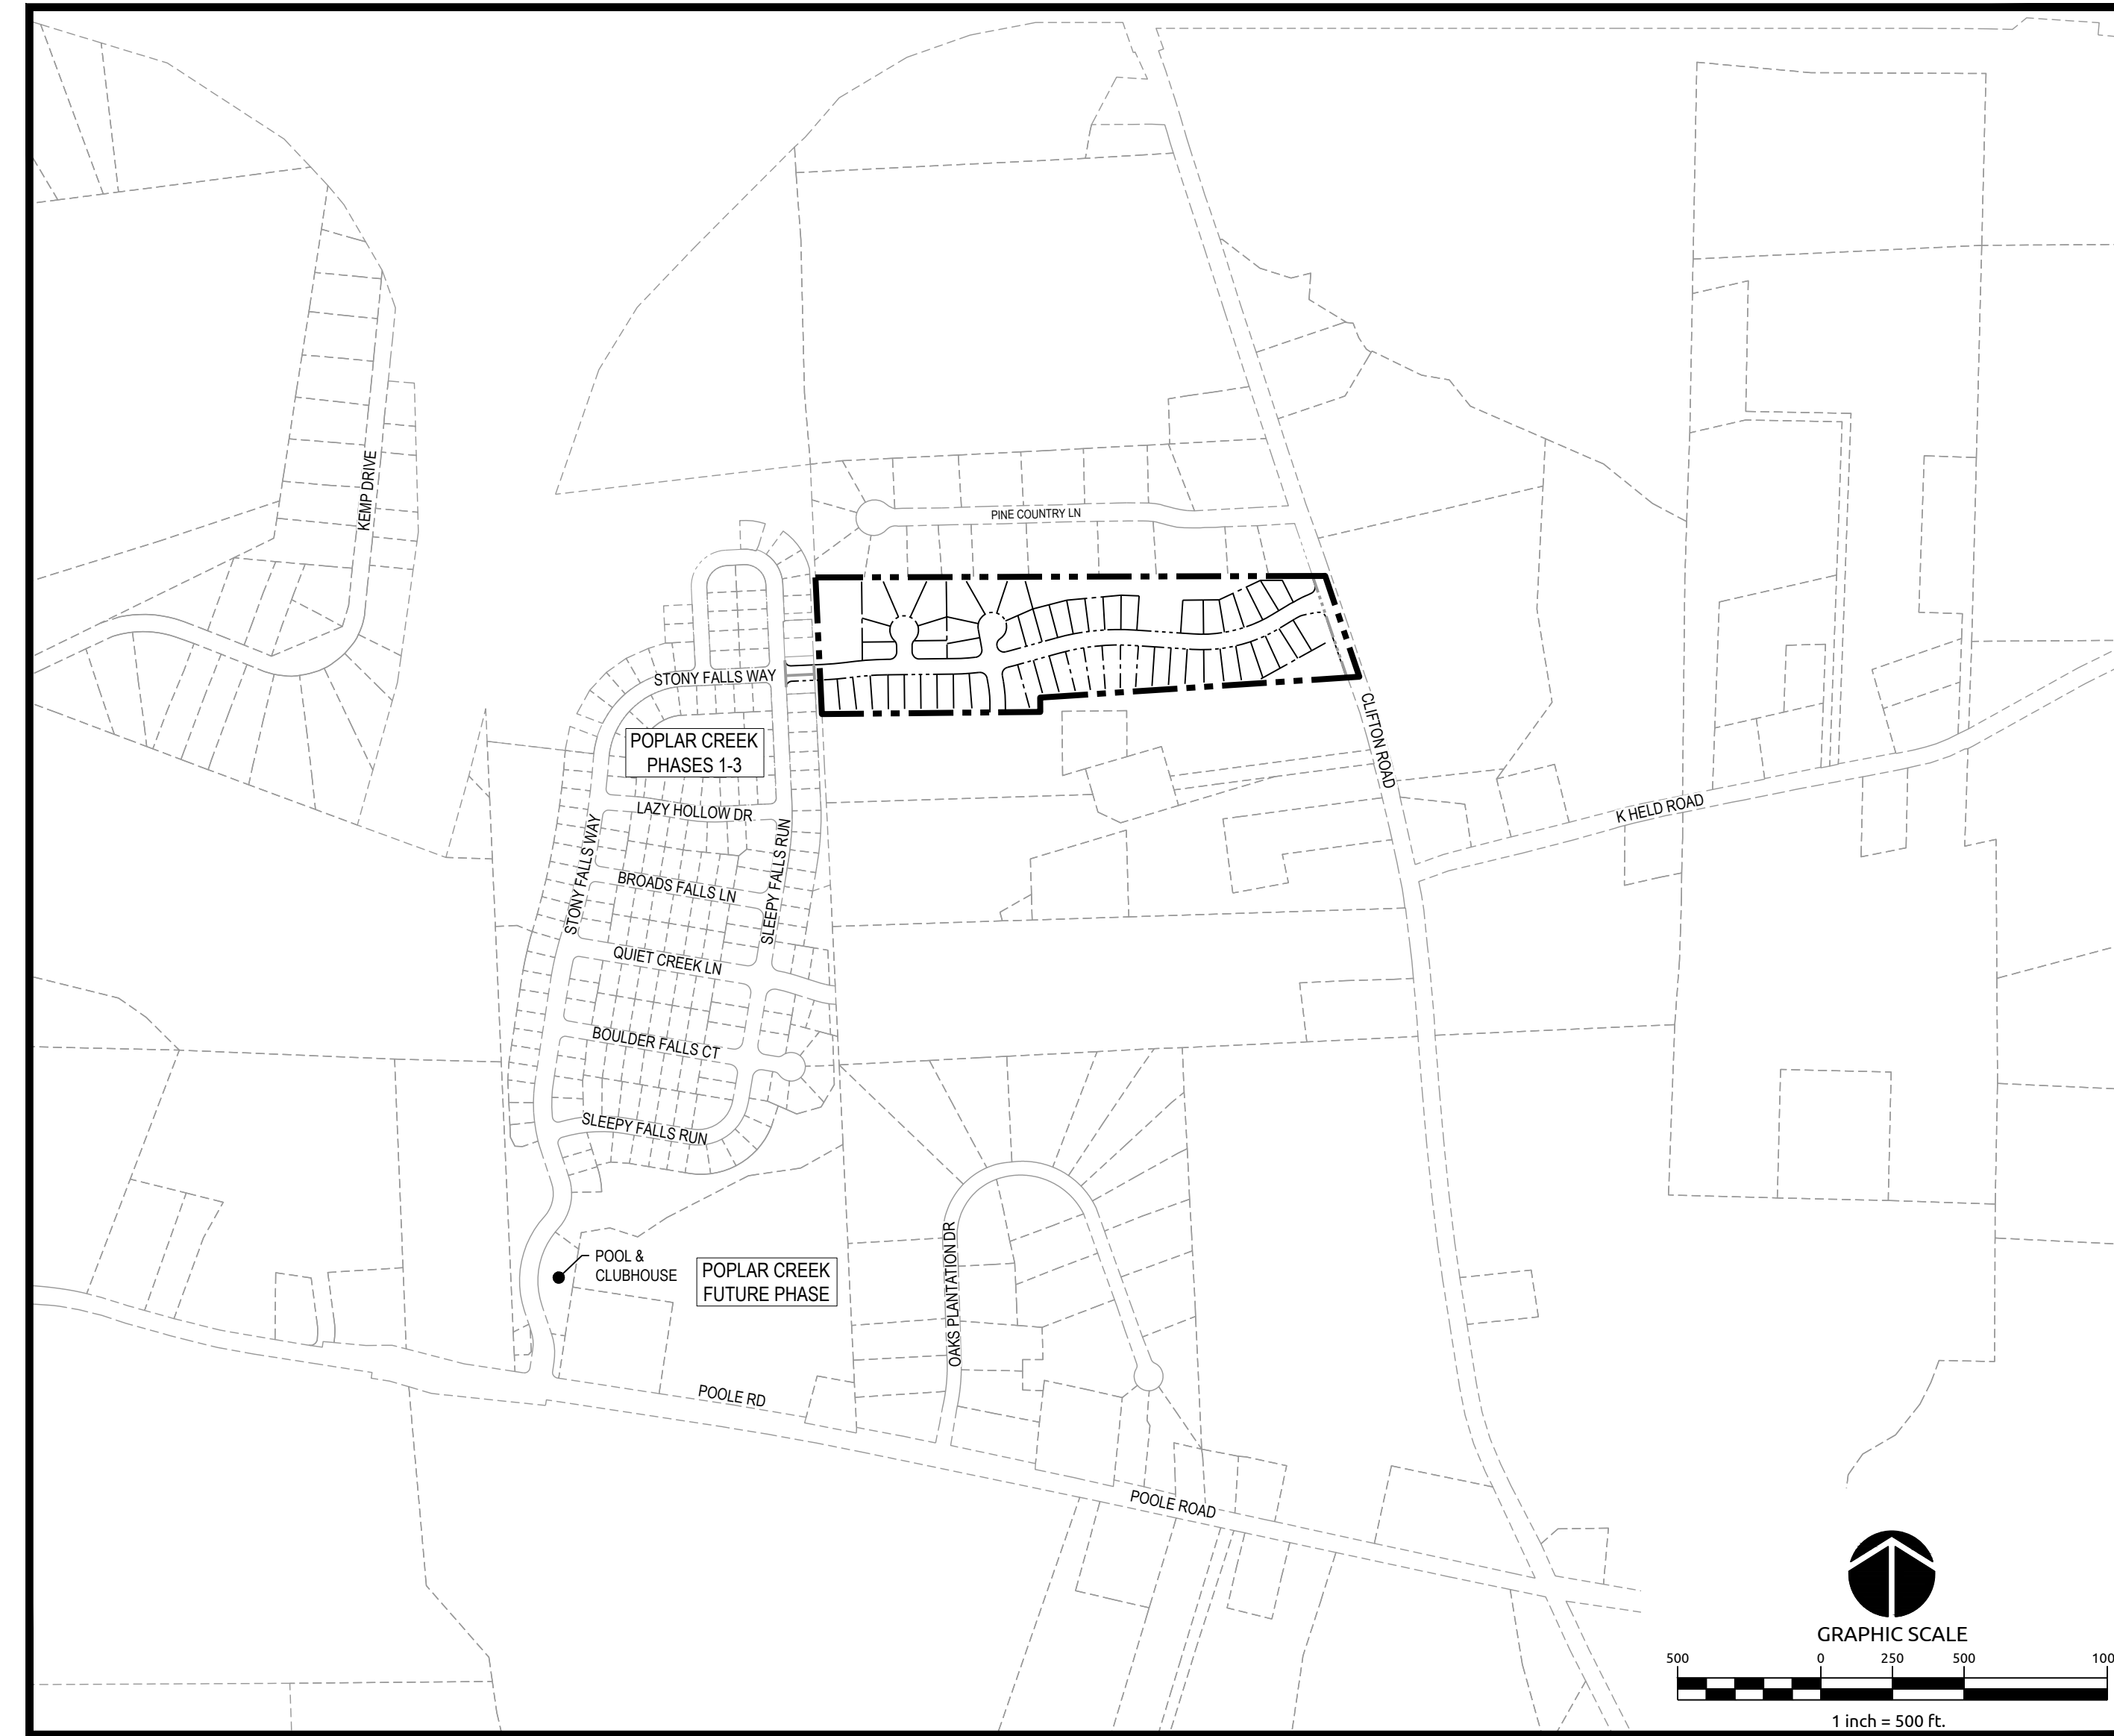 KEMP DRIVE
PINE COUNTRY LN
STONY FALLS WAY
POPLAR CREEK
PHASES 1-3
CLIFTON ROAD
LAZY HOLLOW DR
K HELD ROAD
STONY FALLS WAY
SLEEPY FALLS RUN
BROADS FALLS LN
QUIET CREEK LN
BOULDER FALLS CT
SLEEPY FALLS RUN
POOL &
CLUBHOUSE
POPLAR CREEK
FUTURE PHASE
OAKS PLANTATION DR
POOLE RD
POOLE ROAD
GRAPHIC SCALE
500 0 250 500 100
1 inch = 500 ft.